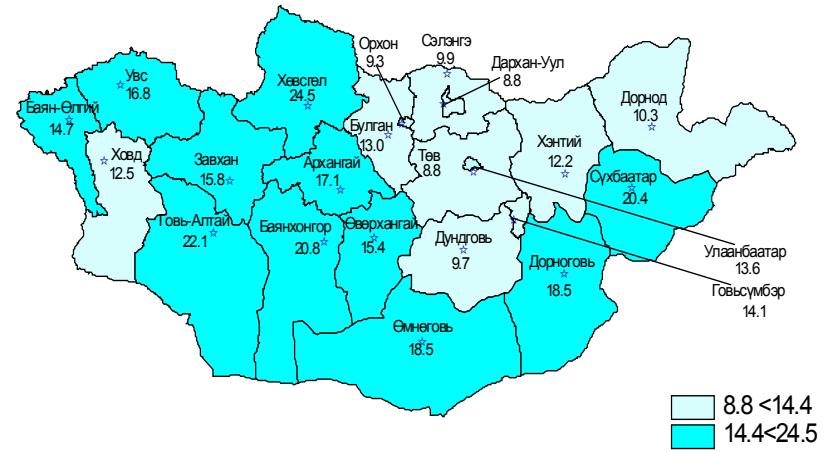 Орхон
9.3
Сэлэнгэ
9.9
Дархан-Уул
8.8
Увс
16.8
Хөвсгөл
24.5
Баян-Өлгий
14.7
Дорнод
10.3
Булган
13.0
Ховд
12.5
Завхан
15.8
Архангай
17.1
Төв
8.8
Хэнтий
12.2
Сүхбаатар
20.4
Говь-Алтай
22.1
Баянхонгор
20.8
Өвөрхангай
15.4
Дундговь
9.7
Дорноговь
18.5
Улаанбаатар
13.6
Говьсүмбэр
14.1
Өмнөговь
18.5
8.8 <14.4
14.4<24.5